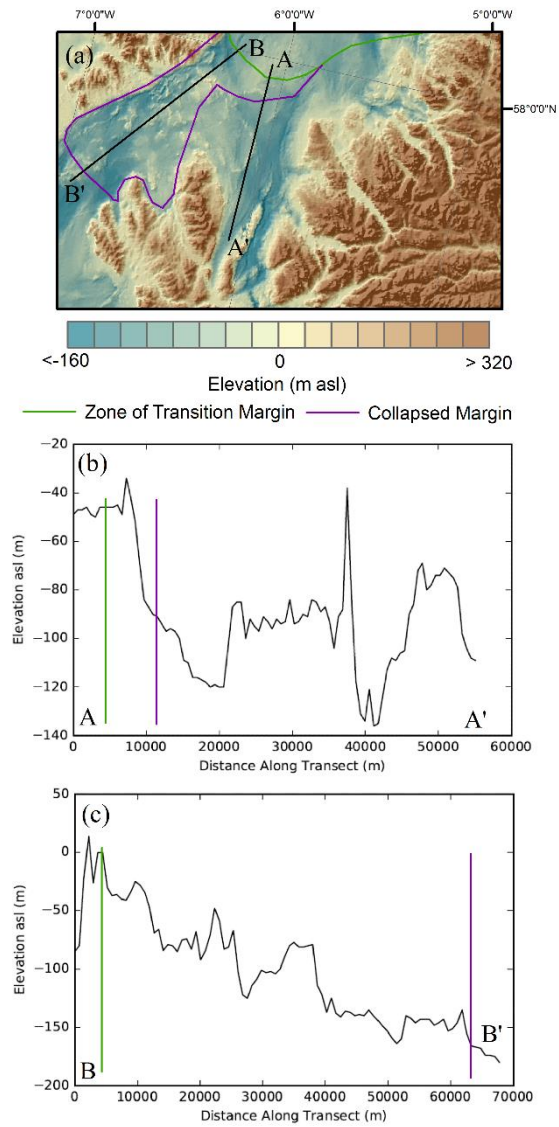 7°0'0"W 6°0'0"W 5°0'0"W
(a)
B
A
58°0'0"N
B'
A'
<-160 0 > 320
Elevation (m asl)
Zone of Transition Margin Collapsed Margin
(b)
−20
−40
−60
−80
−100
−120
−140
Elevation asl (m)
A A'
0 10000 20000 30000 40000 50000 60000
Distance Along Transect (m)
(c)
50
0
−50
−100
−150
−200
Elevation asl (m)
B B'
0 10000 20000 30000 40000 50000 60000 70000
Distance Along Transect (m)